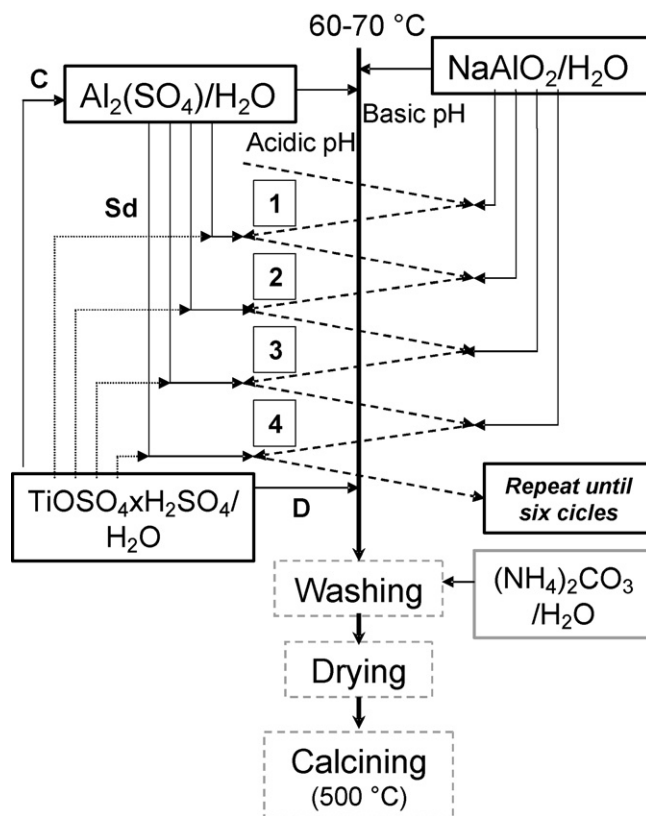 60-70 °C
C
Al₂(SO₄)/H₂O
NaAlO₂/H₂O
Basic pH
Acidic pH
1
Sd
2
3
4
TiOSO₄xH₂SO₄/
H₂O
D
Repeat until
six cicles
Washing
(NH₄)₂CO₃
/H₂O
Drying
Calcining
(500 °C)